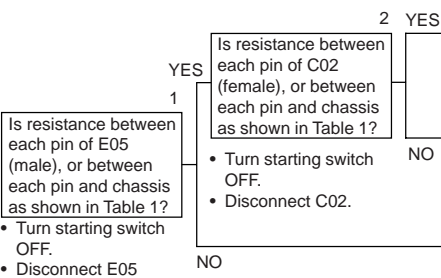 2 YES
Is resistance between
each pin of C02
(female), or between
each pin and chassis
as shown in Table 1?
YES
1
Is resistance between
each pin of E05
(male), or between
each pin and chassis
as shown in Table 1?
• Turn starting switch
OFF.
• Disconnect C02.
NO
• Turn starting switch
OFF.
• Disconnect E05
NO